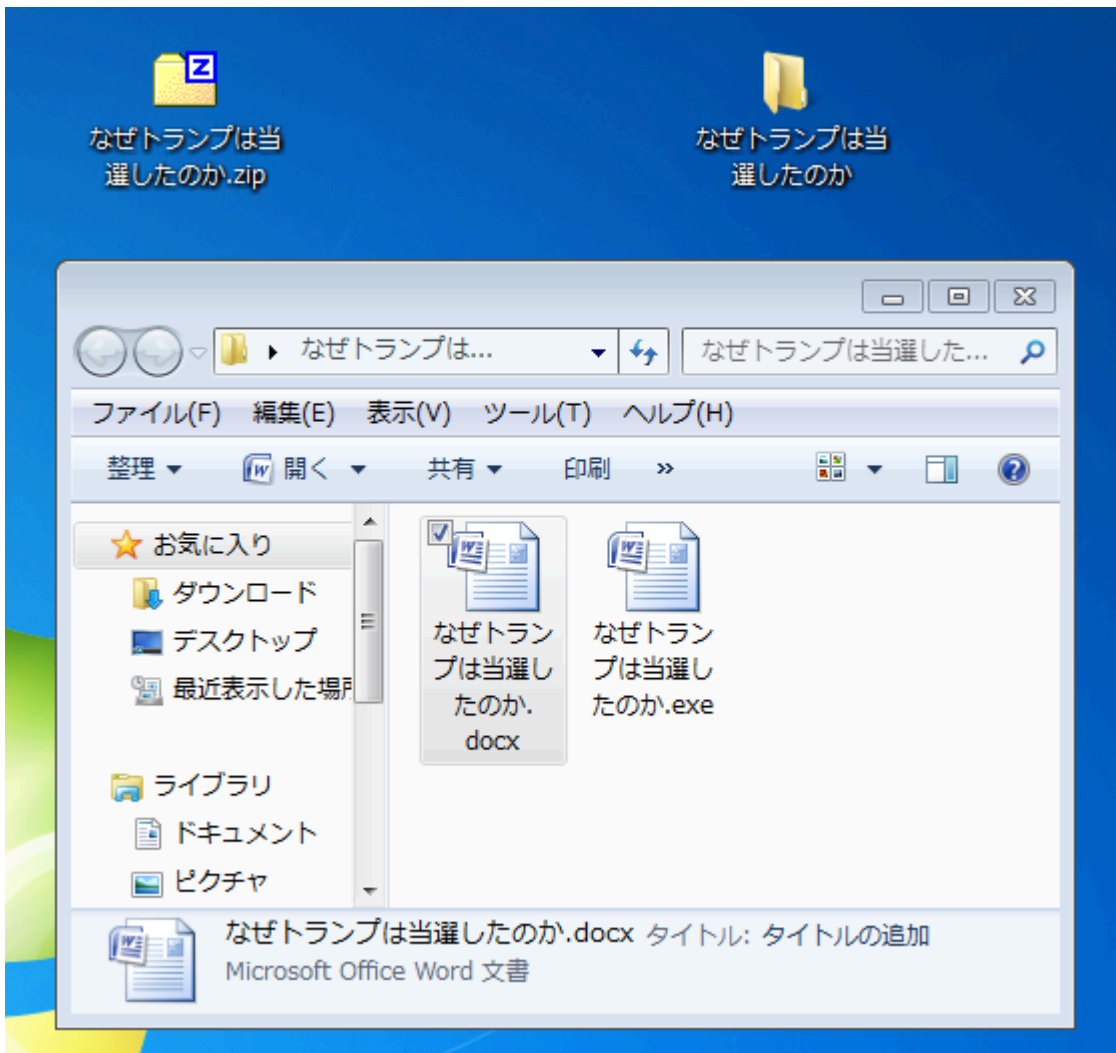 なぜトランプは当
選したのか.zip
なぜトランプは当
選したのか
なぜトランプは...
なぜトランプは当選した...
ファイル(F) 編集(E) 表示(V) ツール(T) ヘルプ(H)
整理 開く 共有 印刷 »
お気に入り
ダウンロード
デスクトップ
最近表示した場所
ライブラリ
ドキュメント
ピクチャ
なぜトラン
プは当選し
たのか.
docx
なぜトラン
プは当選し
たのか.exe
なぜトランプは当選したのか.docx タイトル: タイトルの追加
Microsoft Office Word 文書